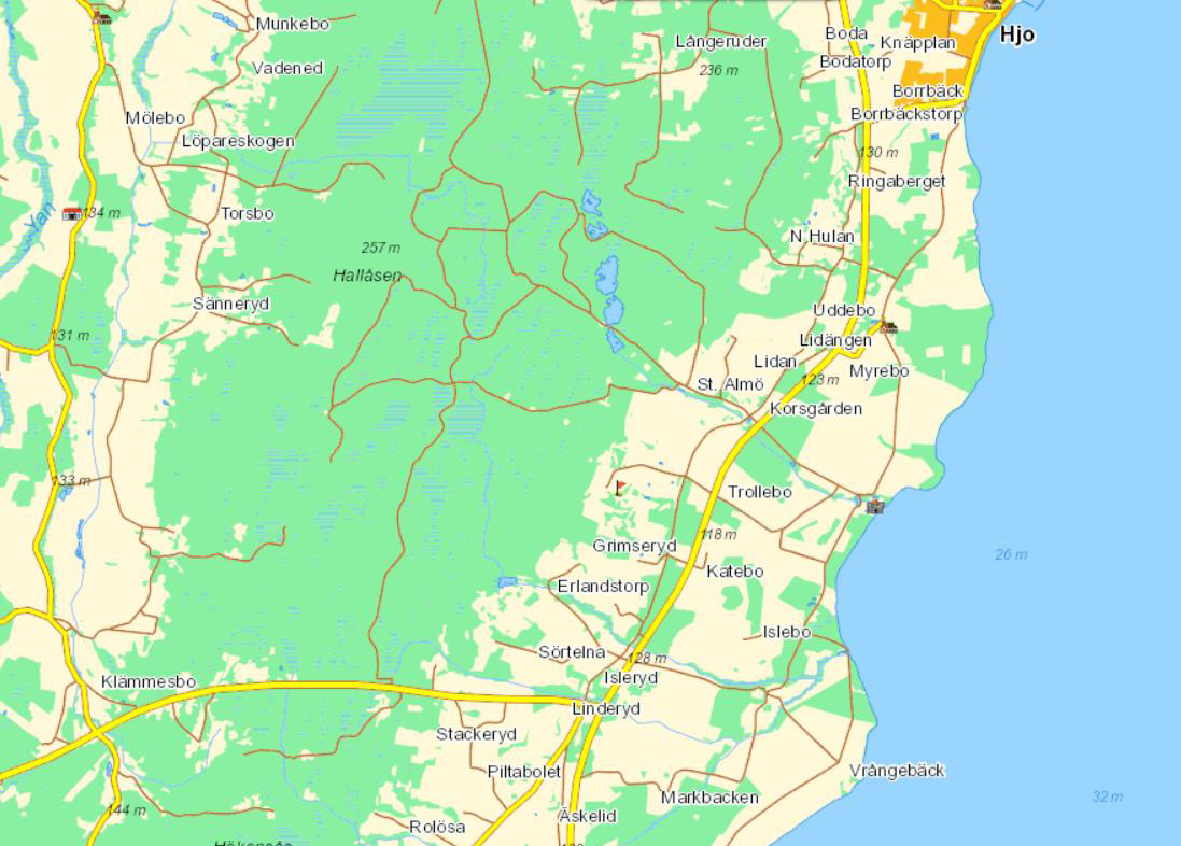 Munkebo
Boda
Knäpplan
Hjo
Långeruder
236 m
Bodatorp
Vadened
Borrbäck
Mölebo
Borrbäckstorp
Löpareskogen
130 m
Ringaberget
Yan
134 m
Torsbo
N Hulan
257 m
Hallåsen
Sänneryd
Uddebo
131 m
Lidängen
Lidan
Myrebo
St. Almö
123 m
Korsgården
133 m
Trollebo
118 m
Grimseryd
26 m
Katebo
Erlandstorp
Islebo
Sörtelna
128 m
Isleryd
Klämmesbo
Linderyd
Stackeryd
Piltabolet
Vrångebäck
Markbacken
32 m
144 m
Äskelid
Rolösa